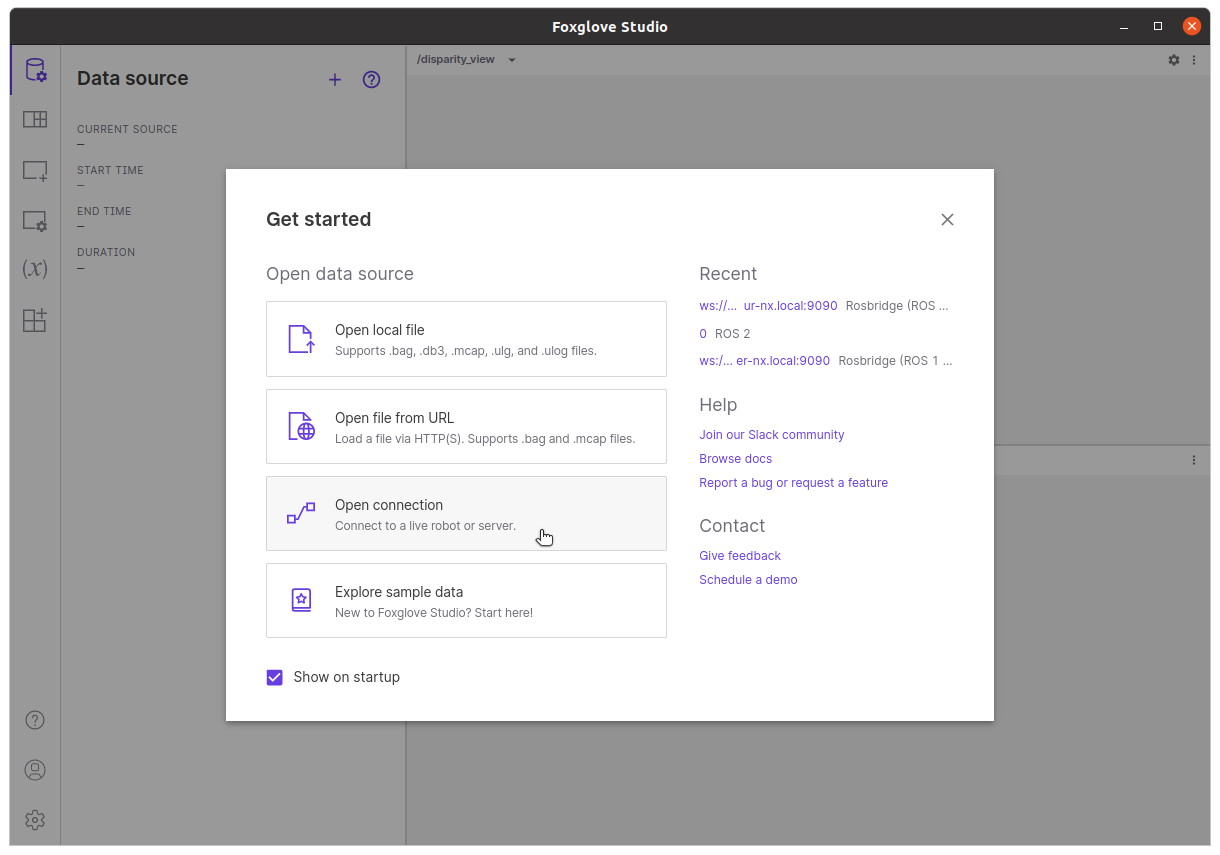 Foxglove Studio
Data source
CURRENT SOURCE
–
START TIME
–
END TIME
–
DURATION
–
/disparity_view
Get started
Open data source
Open local file
Supports .bag, .db3, .mcap, .ulg, and .ulog files.
Open file from URL
Load a file via HTTP(S). Supports .bag and .mcap files.
Open connection
Connect to a live robot or server.
Explore sample data
New to Foxglove Studio? Start here!
Show on startup
Recent
ws://... ur-nx.local:9090 Rosbridge (ROS ...
0 ROS 2
ws:/... er-nx.local:9090 Rosbridge (ROS 1 ...
Help
Join our Slack community
Browse docs
Report a bug or request a feature
Contact
Give feedback
Schedule a demo